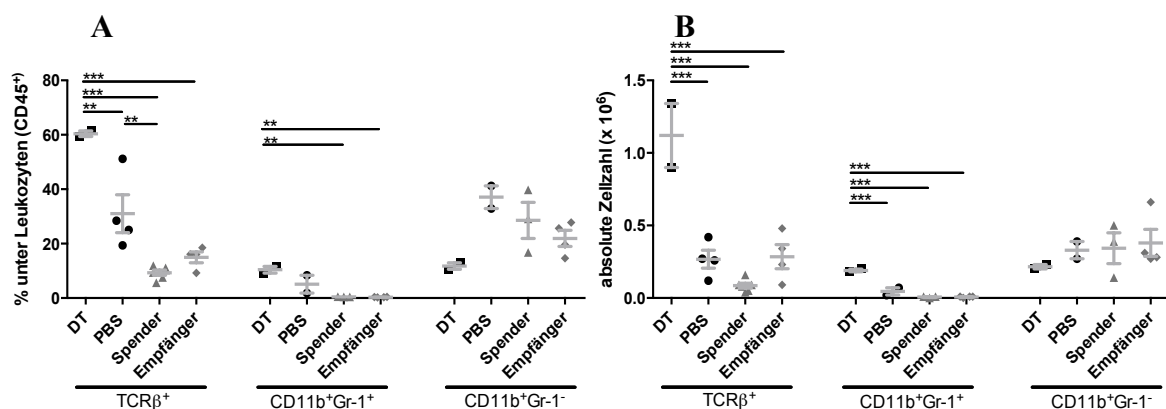 A
% unter Leukozyten (CD45⁺)
80
60
40
20
0
***
***
**
**
**
**
DT
PBS
Spender
Empfänger
DT
PBS
Spender
Empfänger
DT
PBS
Spender
Empfänger
TCRβ⁺
CD11b⁺Gr-1⁺
CD11b⁺Gr-1⁻
B
absolute Zellzahl (x 10⁶)
1.5
1.0
0.5
0.0
***
***
***
***
***
***
DT
PBS
Spender
Empfänger
DT
PBS
Spender
Empfänger
DT
PBS
Spender
Empfänger
TCRβ⁺
CD11b⁺Gr-1⁺
CD11b⁺Gr-1⁻